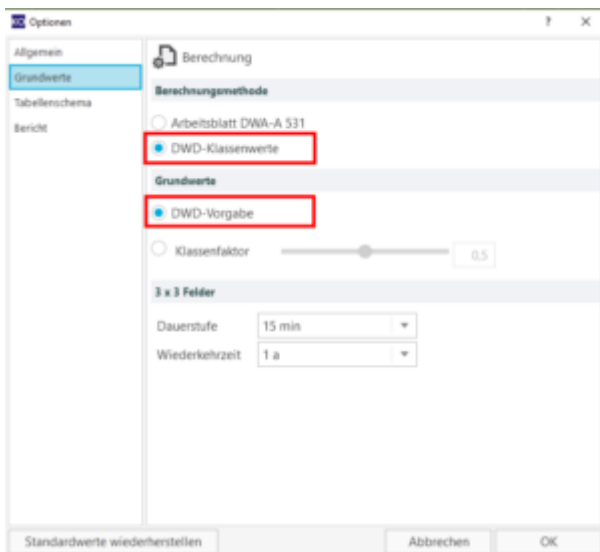 KO Optionen ? ×
Allgemein
Grundwerte
Tabellenschema
Bericht
Berechnung
Berechnungsmethode
Arbeitsblatt DWA-A 531
DWD-Klassenwerte
Grundwerte
DWD-Vorgabe
Klassenfaktor 0,5
3 x 3 Felder
Dauerstufe 15 min
Wiederkehrzeit 1 a
Standardwerte wiederherstellen Abbrechen OK